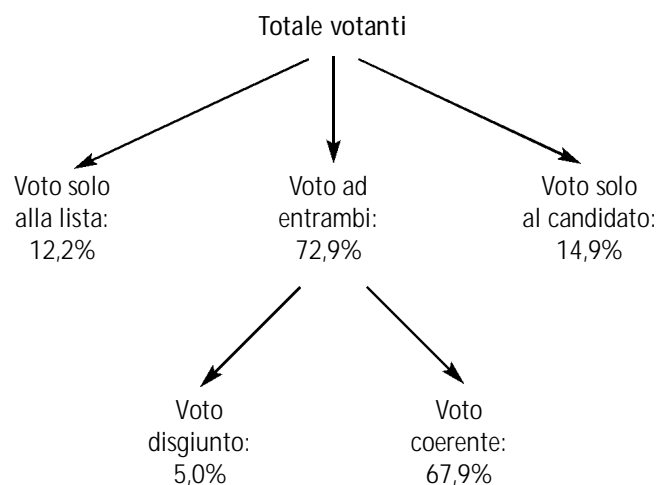 Totale votanti
Voto solo
alla lista:
12,2%
Voto ad
entrambi:
72,9%
Voto solo
al candidato:
14,9%
Voto
disgiunto:
5,0%
Voto
coerente:
67,9%